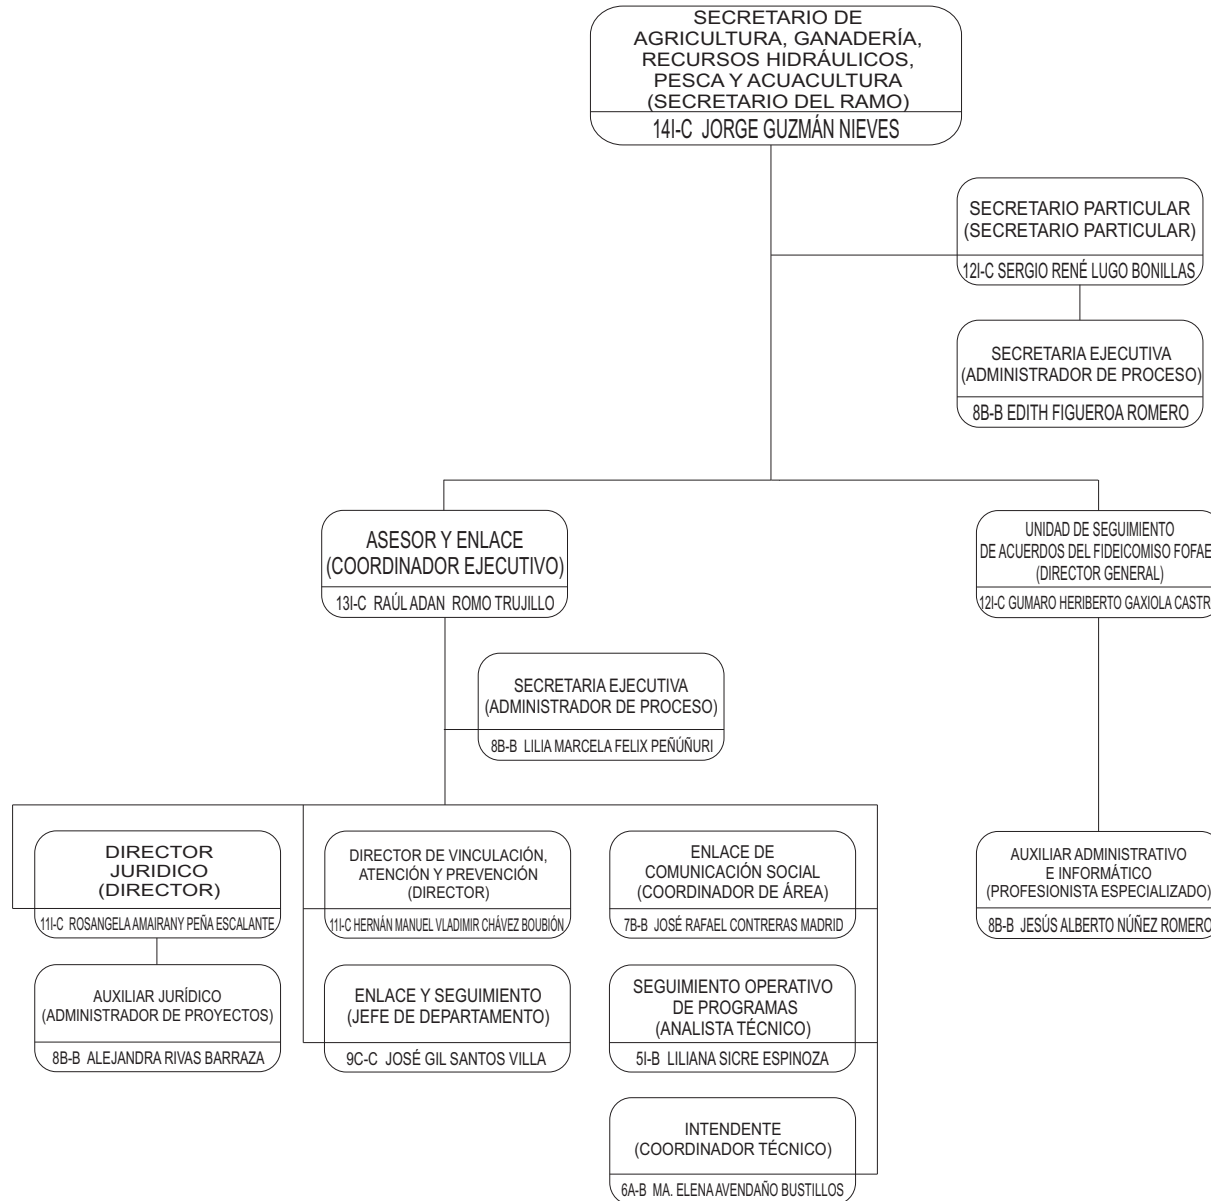 SECRETARIO DE
AGRICULTURA, GANADERÍA,
RECURSOS HIDRÁULICOS,
PESCA Y ACUACULTURA
(SECRETARIO DEL RAMO)
14I-C JORGE GUZMÁN NIEVES
SECRETARIO PARTICULAR
(SECRETARIO PARTICULAR)
12I-C SERGIO RENÉ LUGO BONILLAS
SECRETARIA EJECUTIVA
(ADMINISTRADOR DE PROCESO)
8B-B EDITH FIGUEROA ROMERO
ASESOR Y ENLACE
(COORDINADOR EJECUTIVO)
13I-C RAÚL ADAN ROMO TRUJILLO
UNIDAD DE SEGUIMIENTO
DE ACUERDOS DEL FIDEICOMISO FOFAE
(DIRECTOR GENERAL)
12I-C GUMARO HERIBERTO GAXIOLA CASTR
SECRETARIA EJECUTIVA
(ADMINISTRADOR DE PROCESO)
8B-B LILIA MARCELA FELIX PEÑÚÑURI
DIRECTOR
JURIDICO
(DIRECTOR)
11I-C ROSANGELA AMAIRANY PEÑA ESCALANTE
DIRECTOR DE VINCULACIÓN,
ATENCIÓN Y PREVENCIÓN
(DIRECTOR)
11I-C HERNÁN MANUEL VLADIMIR CHÁVEZ BOUBIÓN
ENLACE DE
COMUNICACIÓN SOCIAL
(COORDINADOR DE ÁREA)
7B-B JOSÉ RAFAEL CONTRERAS MADRID
AUXILIAR ADMINISTRATIVO
E INFORMÁTICO
(PROFESIONISTA ESPECIALIZADO)
8B-B JESÚS ALBERTO NÚÑEZ ROMERO
AUXILIAR JURÍDICO
(ADMINISTRADOR DE PROYECTOS)
8B-B ALEJANDRA RIVAS BARRAZA
ENLACE Y SEGUIMIENTO
(JEFE DE DEPARTAMENTO)
9C-C JOSÉ GIL SANTOS VILLA
SEGUIMIENTO OPERATIVO
DE PROGRAMAS
(ANALISTA TÉCNICO)
5I-B LILIANA SICRE ESPINOZA
INTENDENTE
(COORDINADOR TÉCNICO)
6A-B MA. ELENA AVENDAÑO BUSTILLOS